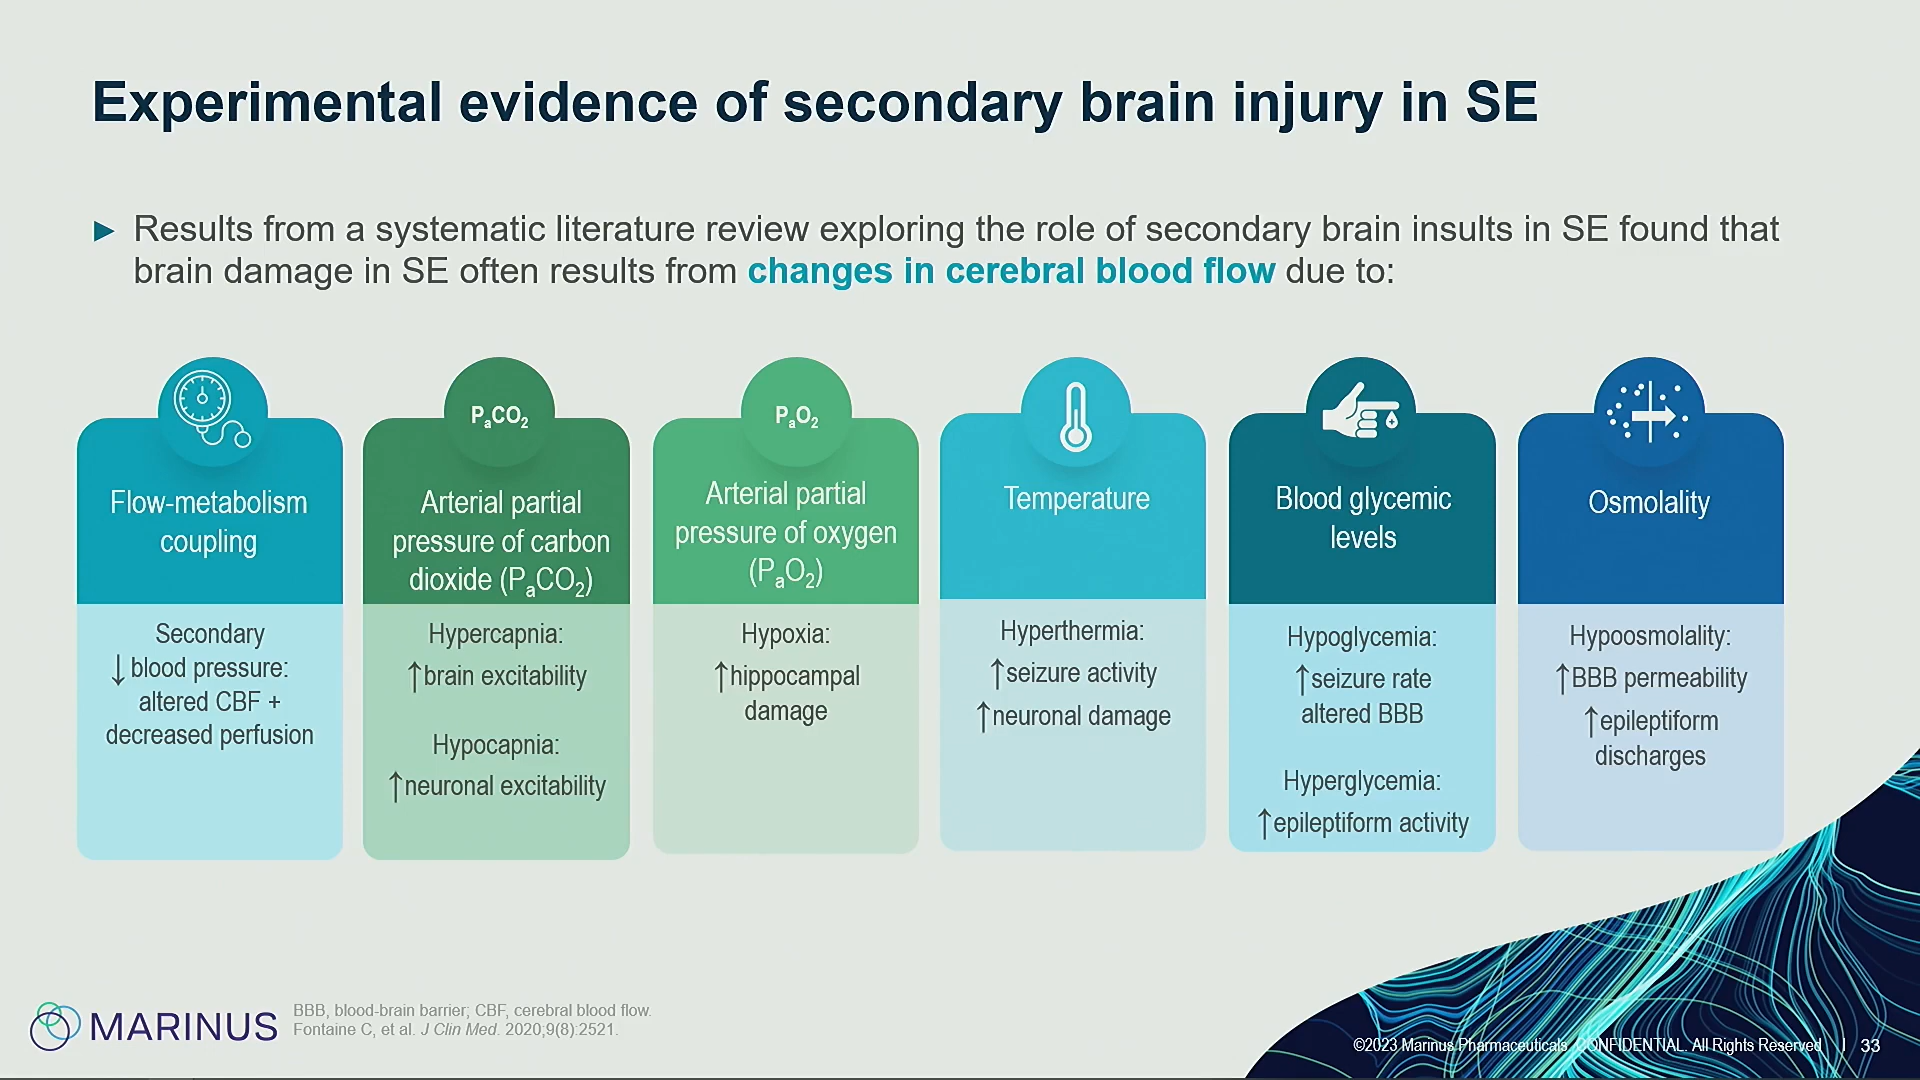 Experimental evidence of secondary brain injury in SE
► Results from a systematic literature review exploring the role of secondary brain insults in SE found that
brain damage in SE often results from changes in cerebral blood flow due to:
Flow-metabolism
coupling
Secondary
↓blood pressure:
altered CBF +
decreased perfusion
PaCO2
Arterial partial
pressure of carbon
dioxide (PaCO2)
Hypercapnia:
↑brain excitability
Hypocapnia:
↑neuronal excitability
PaO2
Arterial partial
pressure of oxygen
(PaO2)
Hypoxia:
↑hippocampal
damage
Temperature
Hyperthermia:
↑seizure activity
↑neuronal damage
Blood glycemic
levels
Hypoglycemia:
↑seizure rate
altered BBB
Hyperglycemia:
↑epileptiform activity
Osmolality
Hypoosmolality:
↑BBB permeability
↑epileptiform
discharges
MARINUS
BBB, blood-brain barrier; CBF, cerebral blood flow.
Fontaine C, et al. J Clin Med. 2020;9(8):2521.
©2023 Marinus Pharmaceuticals. CONFIDENTIAL. All Rights Reserved | 33